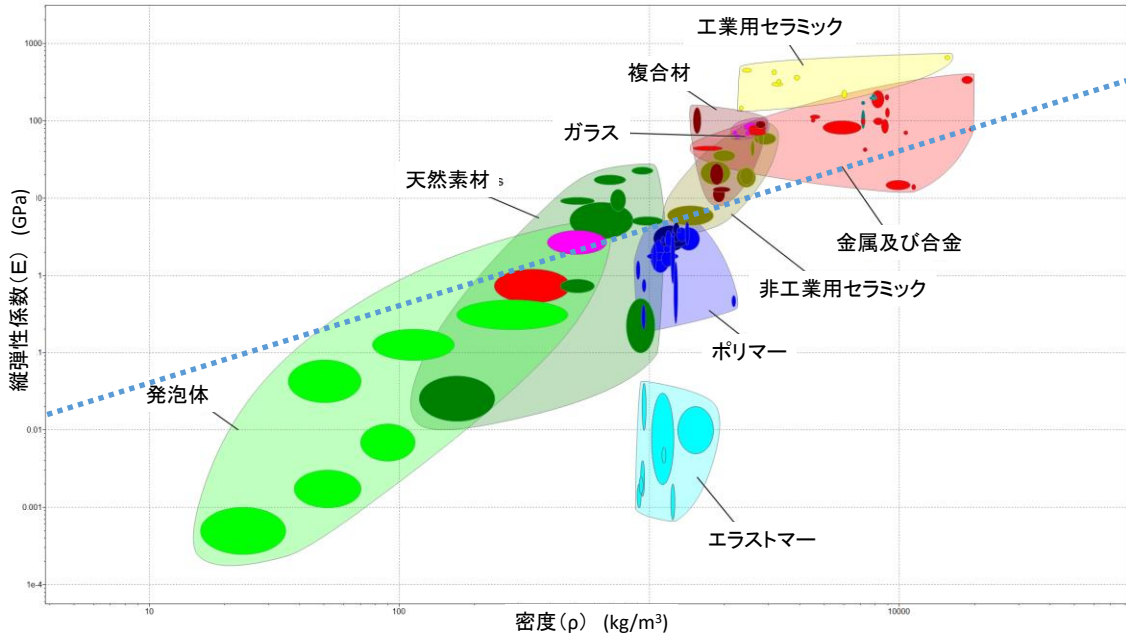 工業用セラミック
1000
複合材
100
ガラス
天然素材 s
10
金属及び合金
縦弾性係数(E) (GPa)
1
非工業用セラミック
ポリマー
1
発泡体
0.01
0.001
エラストマー
1e-4
10
100
10000
密度(ρ) (kg/m³)